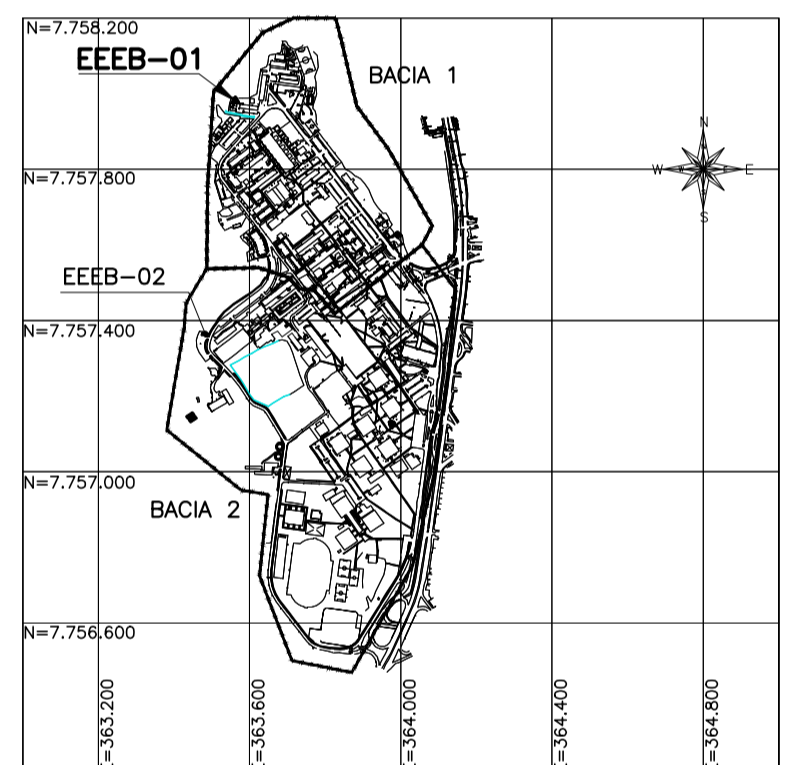 N=7.758.200
EEEB-01
BACIA 1
N
W
E
S
N=7.757.800
EEEB-02
N=7.757.400
N=7.757.000
BACIA 2
N=7.756.600
E=363.200
E=363.600
E=364.000
E=364.400
E=364.800